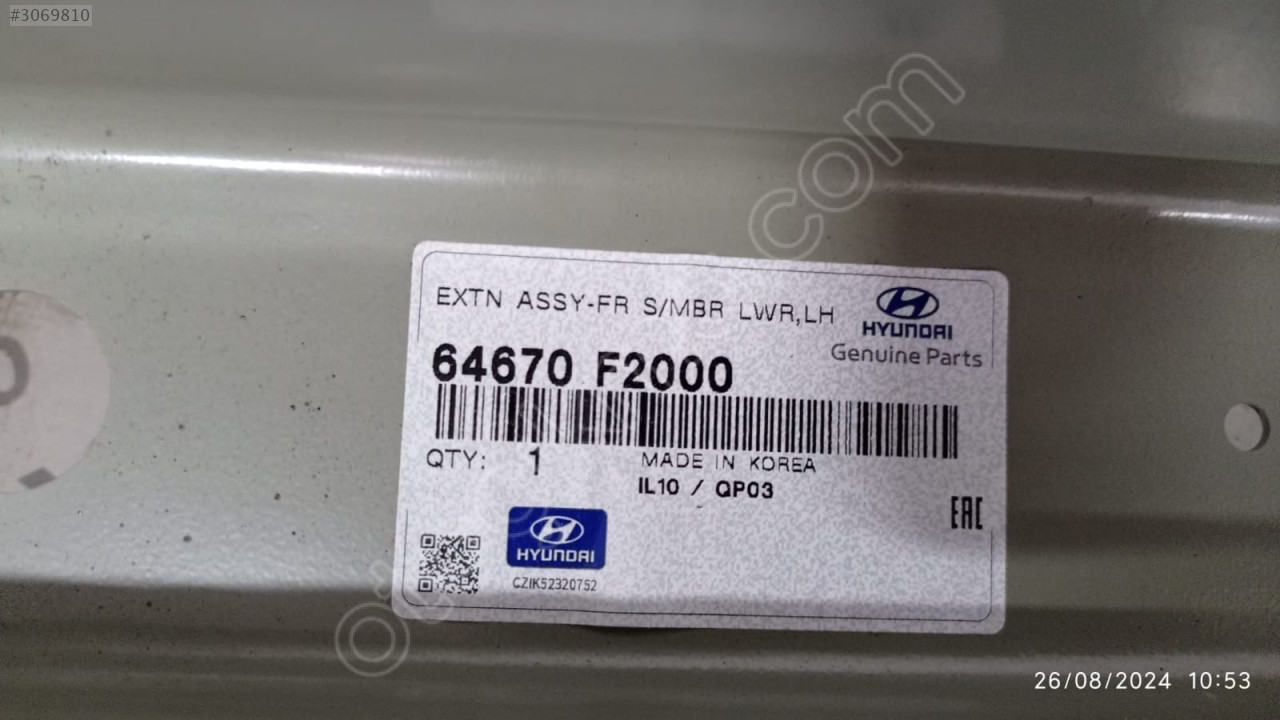 #3069810
com
EXTN ASSY-FR S/MBR LWR,LH
HYUNDAI
Genuine Parts
64670 F2000
QTY: 1
MADE IN KOREA
IL10 / QP03
EAC
HYUNDAI
CZIK52320752
26/08/2024 10:53